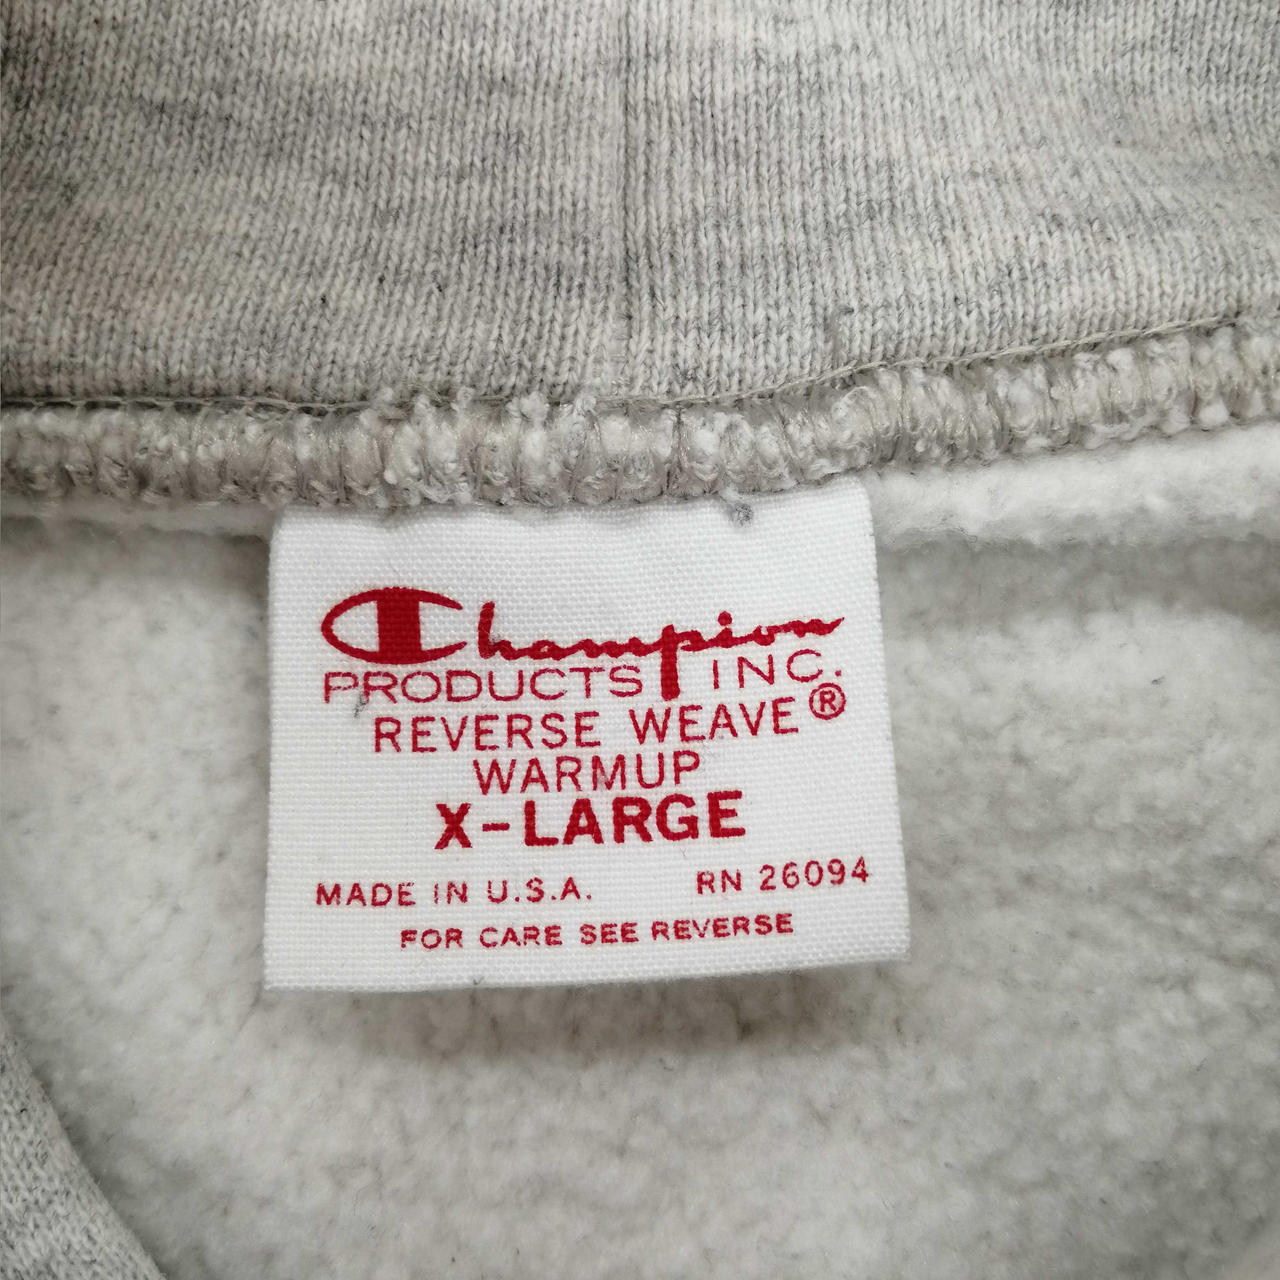 Champion
PRODUCTS INC.
REVERSE WEAVE®
WARMUP
X-LARGE
MADE IN U.S.A. RN 26094
FOR CARE SEE REVERSE